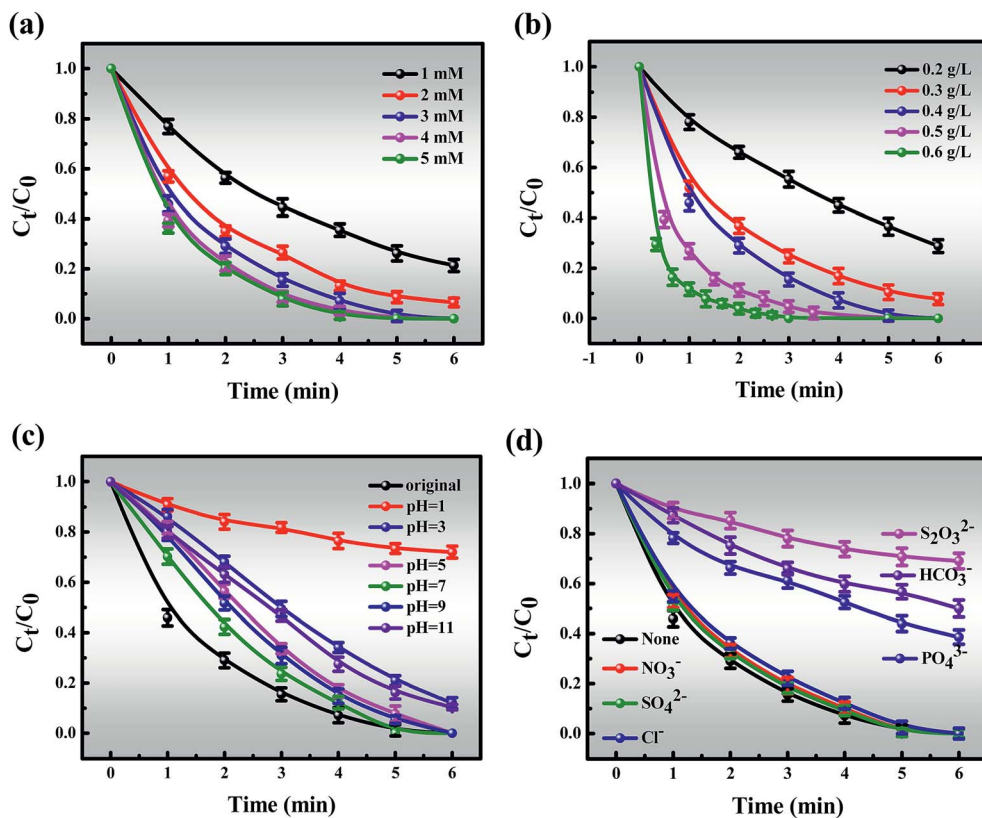 (a)
1.0
0.8
0.6
0.4
0.2
0.0
Ct/C0
1 mM
2 mM
3 mM
4 mM
5 mM
0 1 2 3 4 5 6
Time (min)
(b)
1.0
0.8
0.6
0.4
0.2
0.0
Ct/C0
0.2 g/L
0.3 g/L
0.4 g/L
0.5 g/L
0.6 g/L
-1 0 1 2 3 4 5 6
Time (min)
(c)
1.0
0.8
0.6
0.4
0.2
0.0
Ct/C0
original
pH=1
pH=3
pH=5
pH=7
pH=9
pH=11
0 1 2 3 4 5 6
Time (min)
(d)
1.0
0.8
0.6
0.4
0.2
0.0
Ct/C0
S₂O₃²⁻
HCO₃⁻
PO₄³⁻
None
NO₃⁻
SO₄²⁻
Cl⁻
0 1 2 3 4 5 6
Time (min)